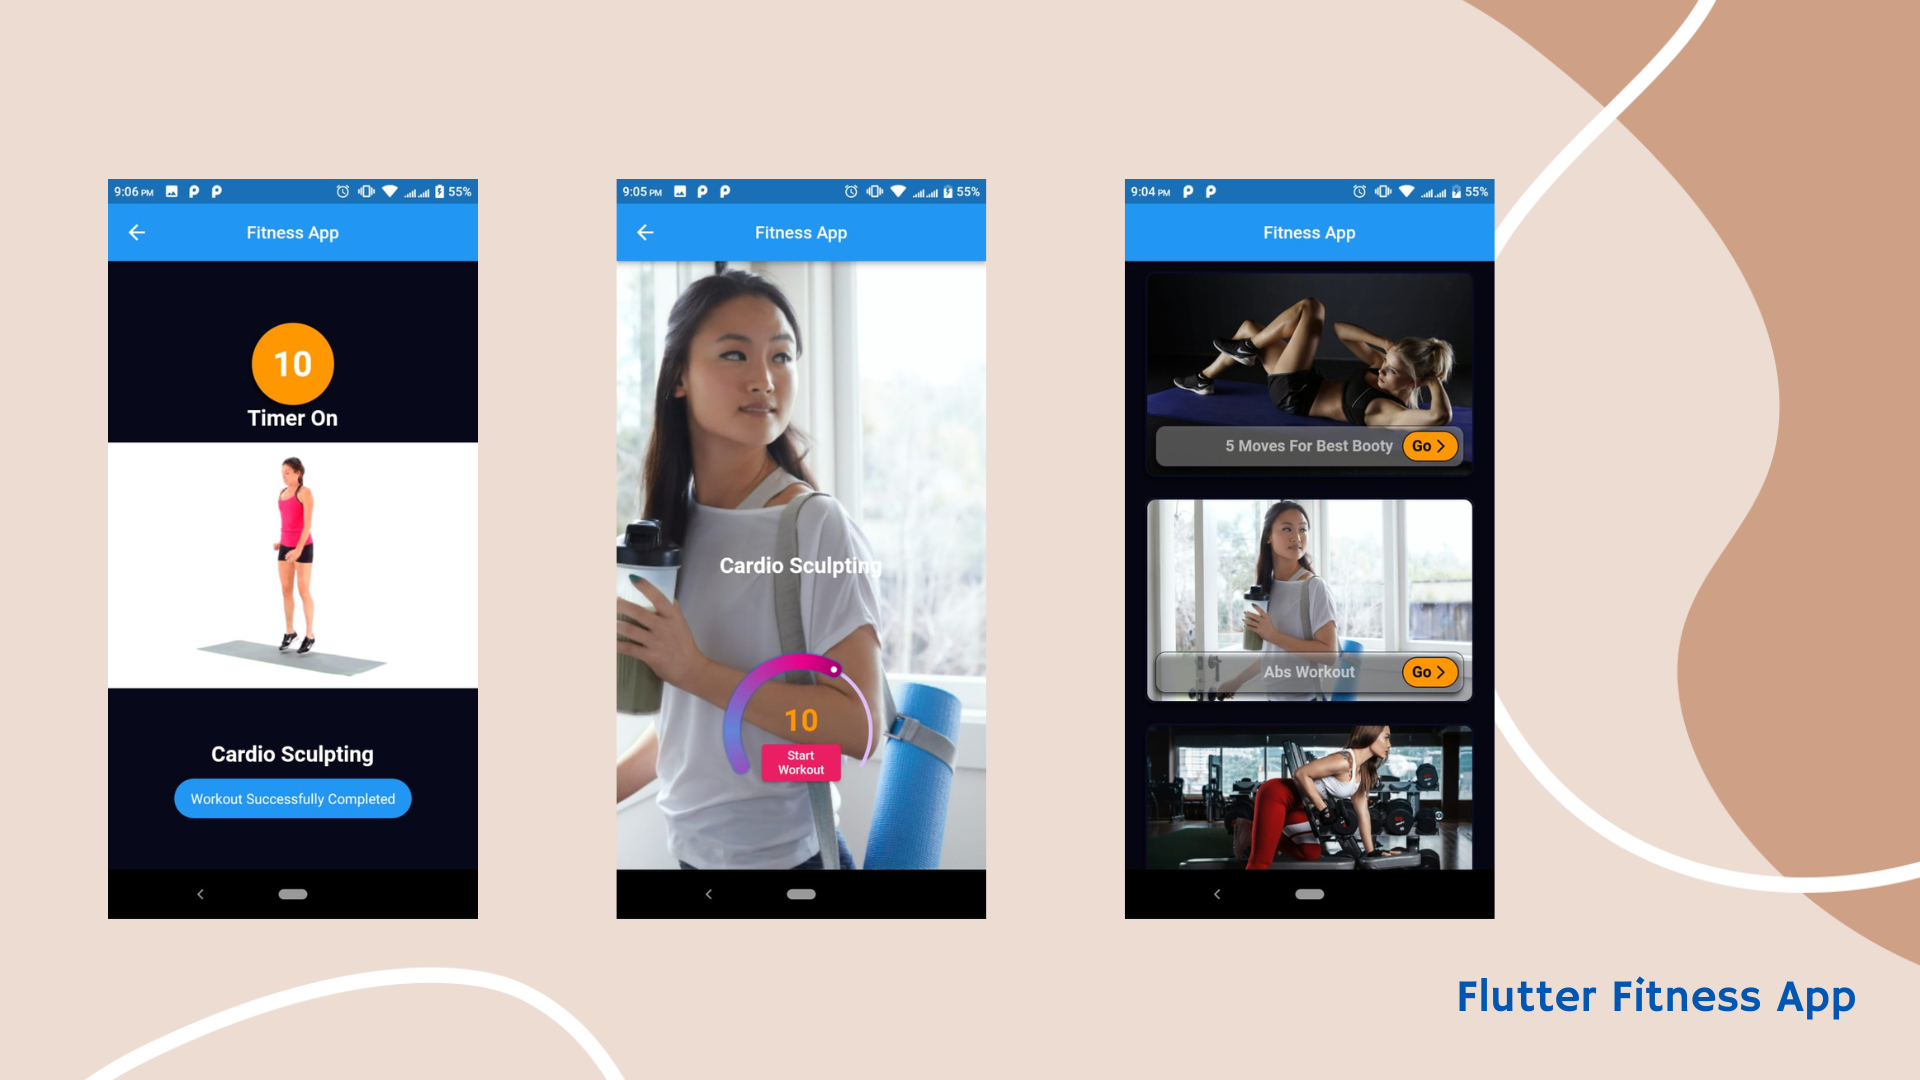 9:06 PM
55%
Fitness App
10
Timer On
Cardio Sculpting
Workout Successfully Completed
9:05 PM
55%
Fitness App
Cardio Sculpting
10
Start
Workout
9:04 PM
55%
Fitness App
5 Moves For Best Booty
Go
Abs Workout
Go
Flutter Fitness App